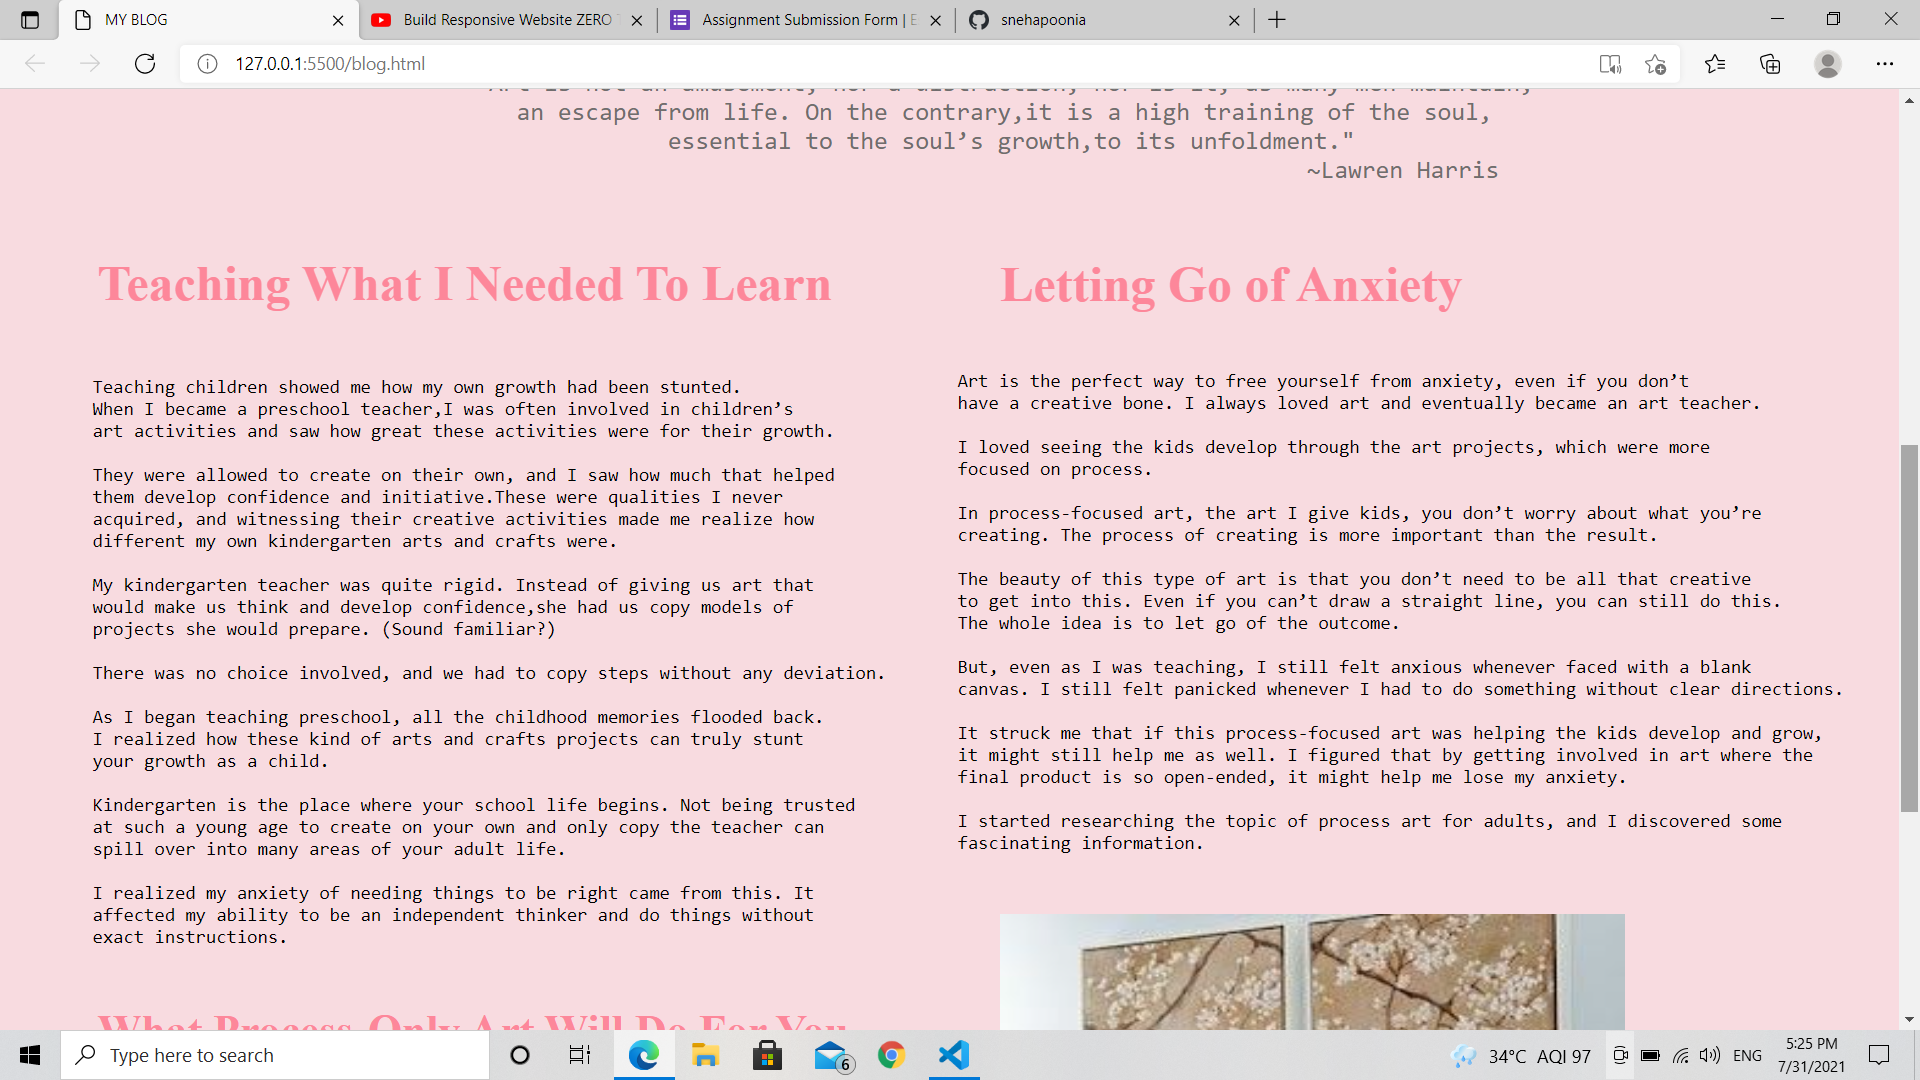 MY BLOG
Build Responsive Website ZERO
Assignment Submission Form |
snehapoonia
127.0.0.1:5500/blog.html
Art is not an amusement, nor a distraction, nor is it, as many men maintain,
an escape from life. On the contrary,it is a high training of the soul,
essential to the soul’s growth,to its unfoldment."
~Lawren Harris
Teaching What I Needed To Learn
Teaching children showed me how my own growth had been stunted.
When I became a preschool teacher,I was often involved in children’s
art activities and saw how great these activities were for their growth.
They were allowed to create on their own, and I saw how much that helped
them develop confidence and initiative.These were qualities I never
acquired, and witnessing their creative activities made me realize how
different my own kindergarten arts and crafts were.
My kindergarten teacher was quite rigid. Instead of giving us art that
would make us think and develop confidence,she had us copy models of
projects she would prepare. (Sound familiar?)
There was no choice involved, and we had to copy steps without any deviation.
As I began teaching preschool, all the childhood memories flooded back.
I realized how these kind of arts and crafts projects can truly stunt
your growth as a child.
Kindergarten is the place where your school life begins. Not being trusted
at such a young age to create on your own and only copy the teacher can
spill over into many areas of your adult life.
I realized my anxiety of needing things to be right came from this. It
affected my ability to be an independent thinker and do things without
exact instructions.
What Process-Only Art Will Do For You
Letting Go of Anxiety
Art is the perfect way to free yourself from anxiety, even if you don’t
have a creative bone. I always loved art and eventually became an art teacher.
I loved seeing the kids develop through the art projects, which were more
focused on process.
In process-focused art, the art I give kids, you don’t worry about what you’re
creating. The process of creating is more important than the result.
The beauty of this type of art is that you don’t need to be all that creative
to get into this. Even if you can’t draw a straight line, you can still do this.
The whole idea is to let go of the outcome.
But, even as I was teaching, I still felt anxious whenever faced with a blank
canvas. I still felt panicked whenever I had to do something without clear directions.
It struck me that if this process-focused art was helping the kids develop and grow,
it might still help me as well. I figured that by getting involved in art where the
final product is so open-ended, it might help me lose my anxiety.
I started researching the topic of process art for adults, and I discovered some
fascinating information.
Type here to search
6
34°C AQI 97
ENG
5:25 PM
7/31/2021